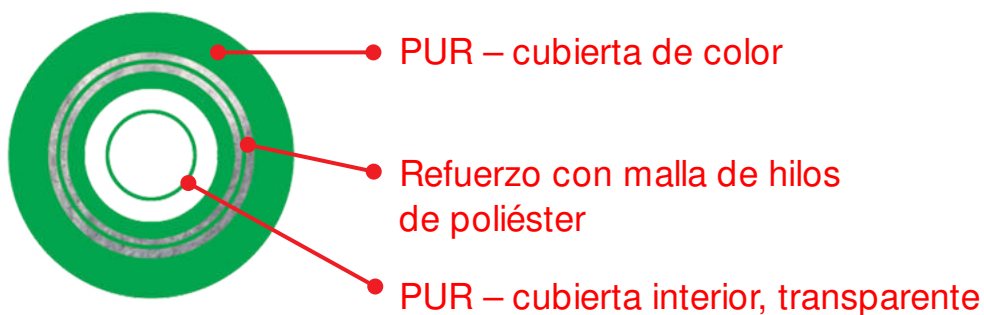 PUR – cubierta de color
Refuerzo con malla de hilos
de poliéster
PUR – cubierta interior, transparente